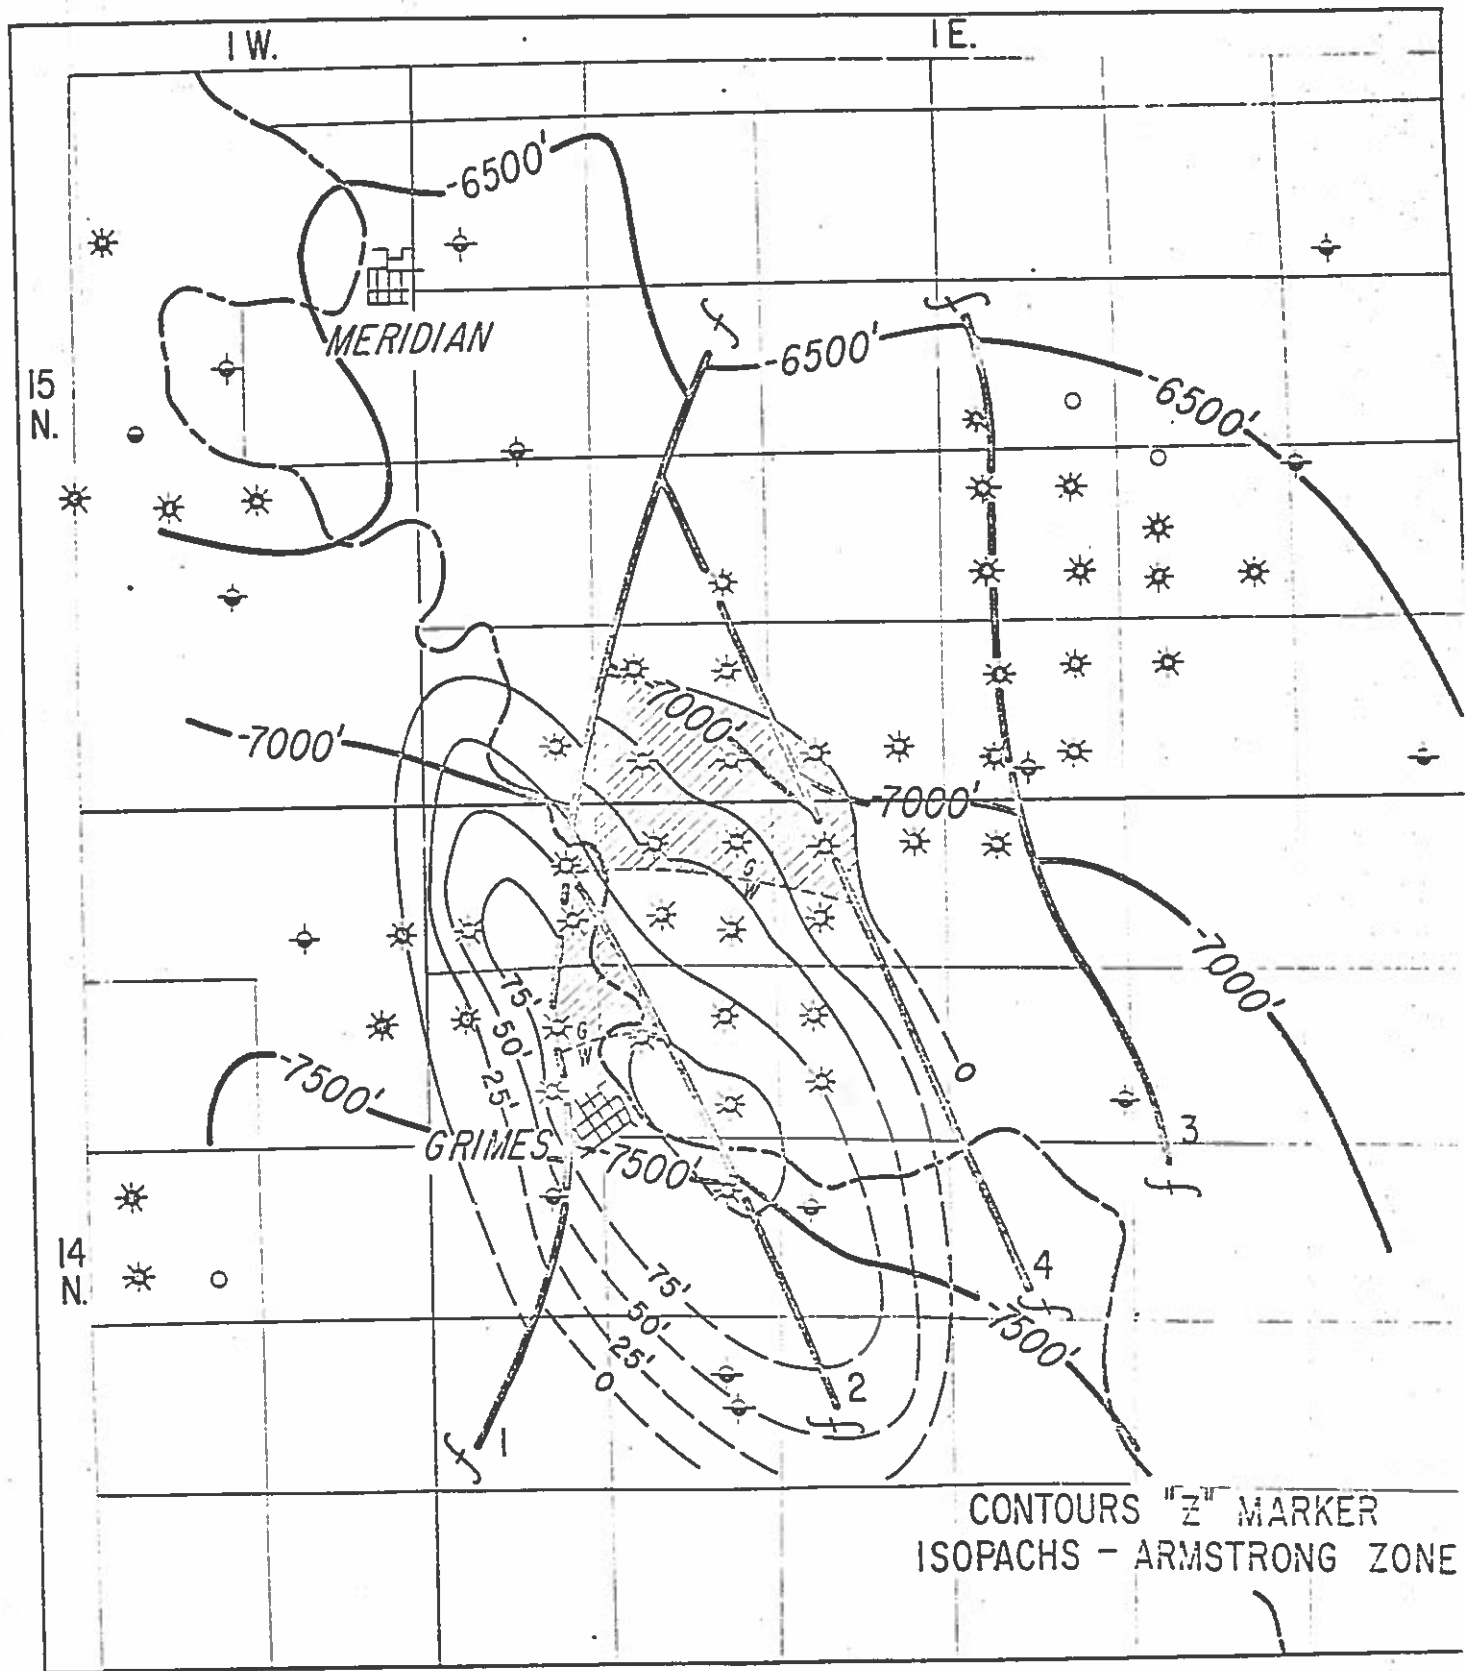 1 W.
1 E.
-6500'
MERIDIAN
-6500'
-6500'
15
N.
-7000'
-7000'
-7000'
G
W
-7000'
75'
50'
25'
G
W
0
-7500'
GRIMES
-7500'
3
14
N.
4
75'
50'
25'
0
-7500'
2
1
CONTOURS "Z" MARKER
ISOPACHS - ARMSTRONG ZONE